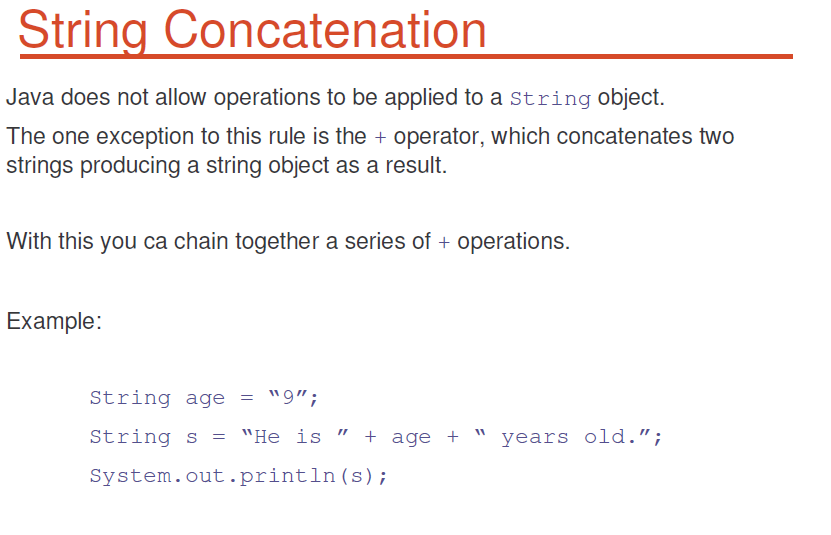 String Concatenation
Java does not allow operations to be applied to a String object.
The one exception to this rule is the + operator, which concatenates two
strings producing a string object as a result.
With this you ca chain together a series of + operations.
Example:
String age = “9”;
String s = “He is ” + age + “ years old.”;
System.out.println(s);